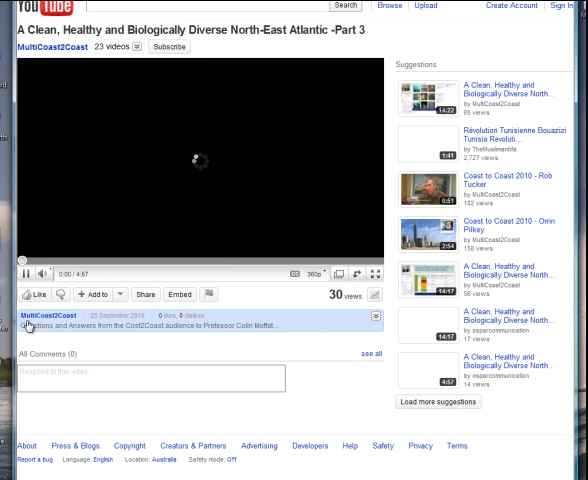 You Tube
Search
Browse
Upload
Create Account
Sign In
A Clean, Healthy and Biologically Diverse North-East Atlantic -Part 3
MultiCoast2Coast 23 videos Subscribe
Suggestions
14:22
A Clean, Healthy and
Biologically Diverse North...
by MultiCoast2Coast
65 views
1:41
Révolution Tunisienne Bouazizi
Tunisia Revoluti...
by TheMuslimantifa
2,727 views
0:51
Coast to Coast 2010 - Rob
Tucker
by MultiCoast2Coast
102 views
2:54
Coast to Coast 2010 - Orrin
Pilkey
by MultiCoast2Coast
158 views
14:17
A Clean, Healthy and
Biologically Diverse North...
by MultiCoast2Coast
56 views
14:17
A Clean, Healthy and
Biologically Diverse North...
by osparcommunication
17 views
4:57
A Clean, Healthy and
Biologically Diverse North...
by osparcommunication
14 views
Load more suggestions
0:00 / 4:57
CC 360p
Like + Add to Share Embed
30 views
MultiCoast2Coast 25 September 2010 0 likes, 0 dislikes
and Answers from the Cost2Coast audience to Professor Colin Moffat...
All Comments (0) see all
Respond to this video...
About Press & Blogs Copyright Creators & Partners Advertising Developers Help Safety Privacy Terms
Report a bug Language: English Location: Australia Safety mode: Off